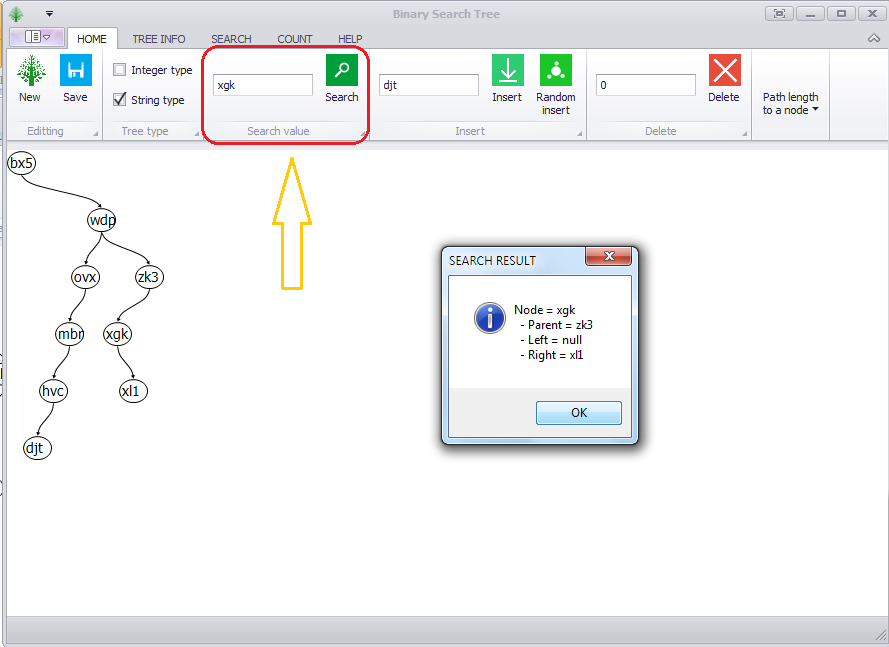 Binary Search Tree
HOME TREE INFO SEARCH COUNT HELP
New Save
Integer type
String type
xgk
Search
djt
Insert
Random
insert
0
Delete
Path length
to a node
Editing Tree type Search value Insert Delete
bx5
wdp
ovx zk3
mbr xgk
hvc xl1
djt
SEARCH RESULT
Node = xgk
- Parent = zk3
- Left = null
- Right = xl1
OK